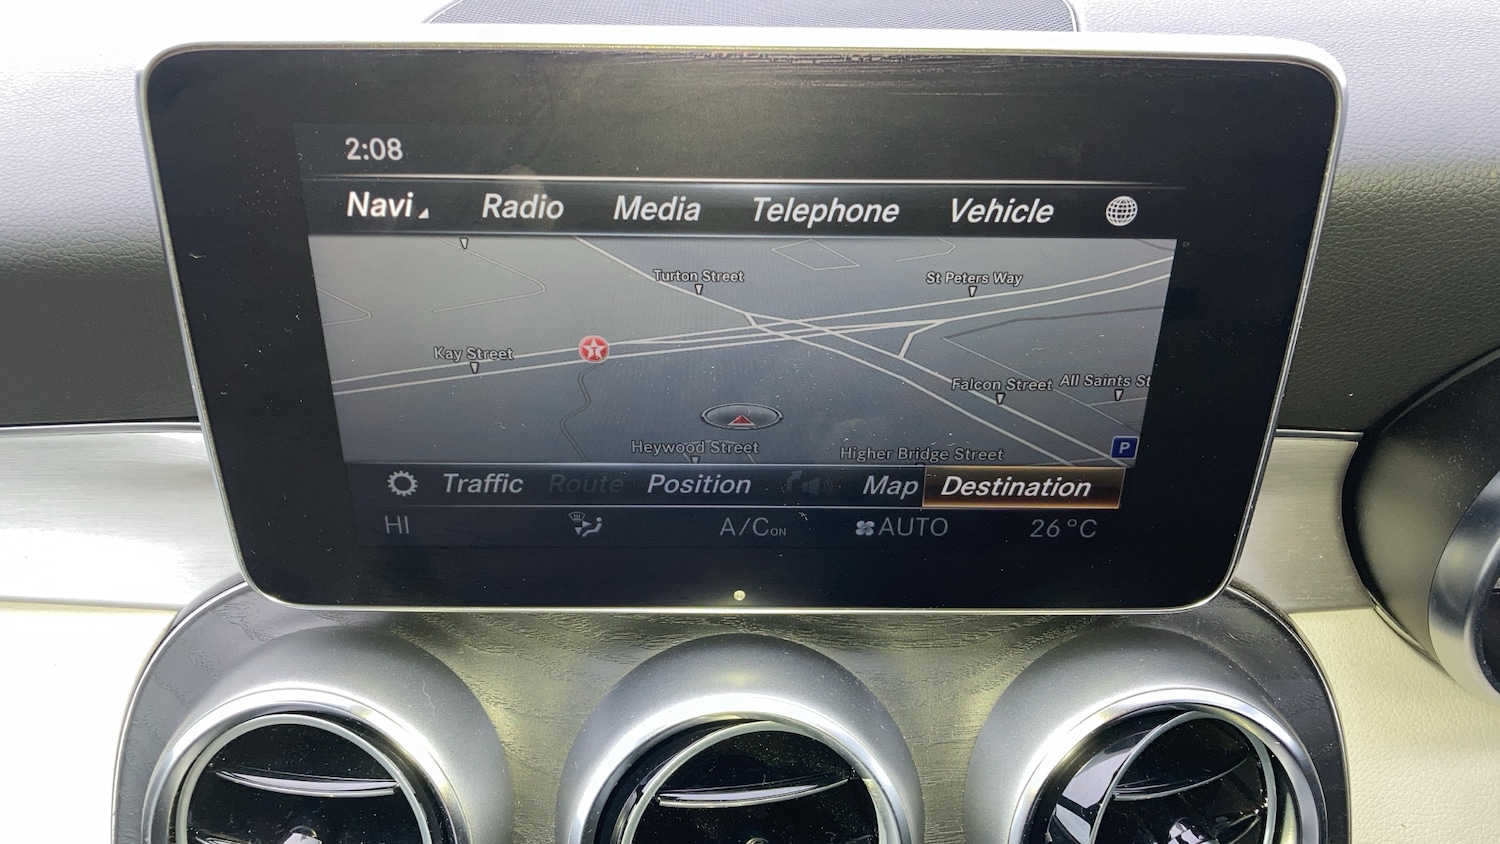 2:08
Navi Radio Media Telephone Vehicle
Turton Street
St Peters Way
Kay Street
T
Falcon Street All Saints St
Heywood Street
Higher Bridge Street
P
Traffic Route Position Map Destination
HI A/C ON AUTO 26°C